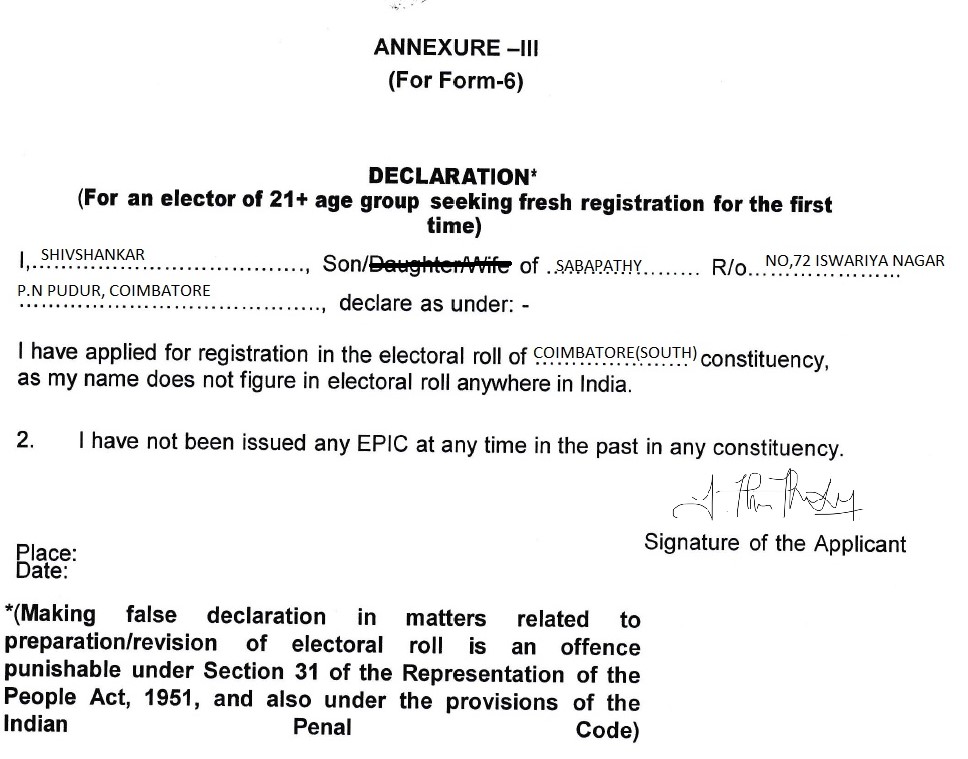 ANNEXURE –III
(For Form-6)
DECLARATION*
(For an elector of 21+ age group seeking fresh registration for the first
time)
I, SHIVSHANKAR ..................................., Son/Daughter/Wife of . SABAPATHY........ R/o... NO,72 ISWARIYA NAGAR
P.N PUDUR, COIMBATORE ......................................., declare as under: -
I have applied for registration in the electoral roll of COIMBATORE(SOUTH) constituency,
as my name does not figure in electoral roll anywhere in India.
2. I have not been issued any EPIC at any time in the past in any constituency.
Signature of the Applicant
Place:
Date:
*(Making false declaration in matters related to
preparation/revision of electoral roll is an offence
punishable under Section 31 of the Representation of the
People Act, 1951, and also under the provisions of the
Indian Penal Code)